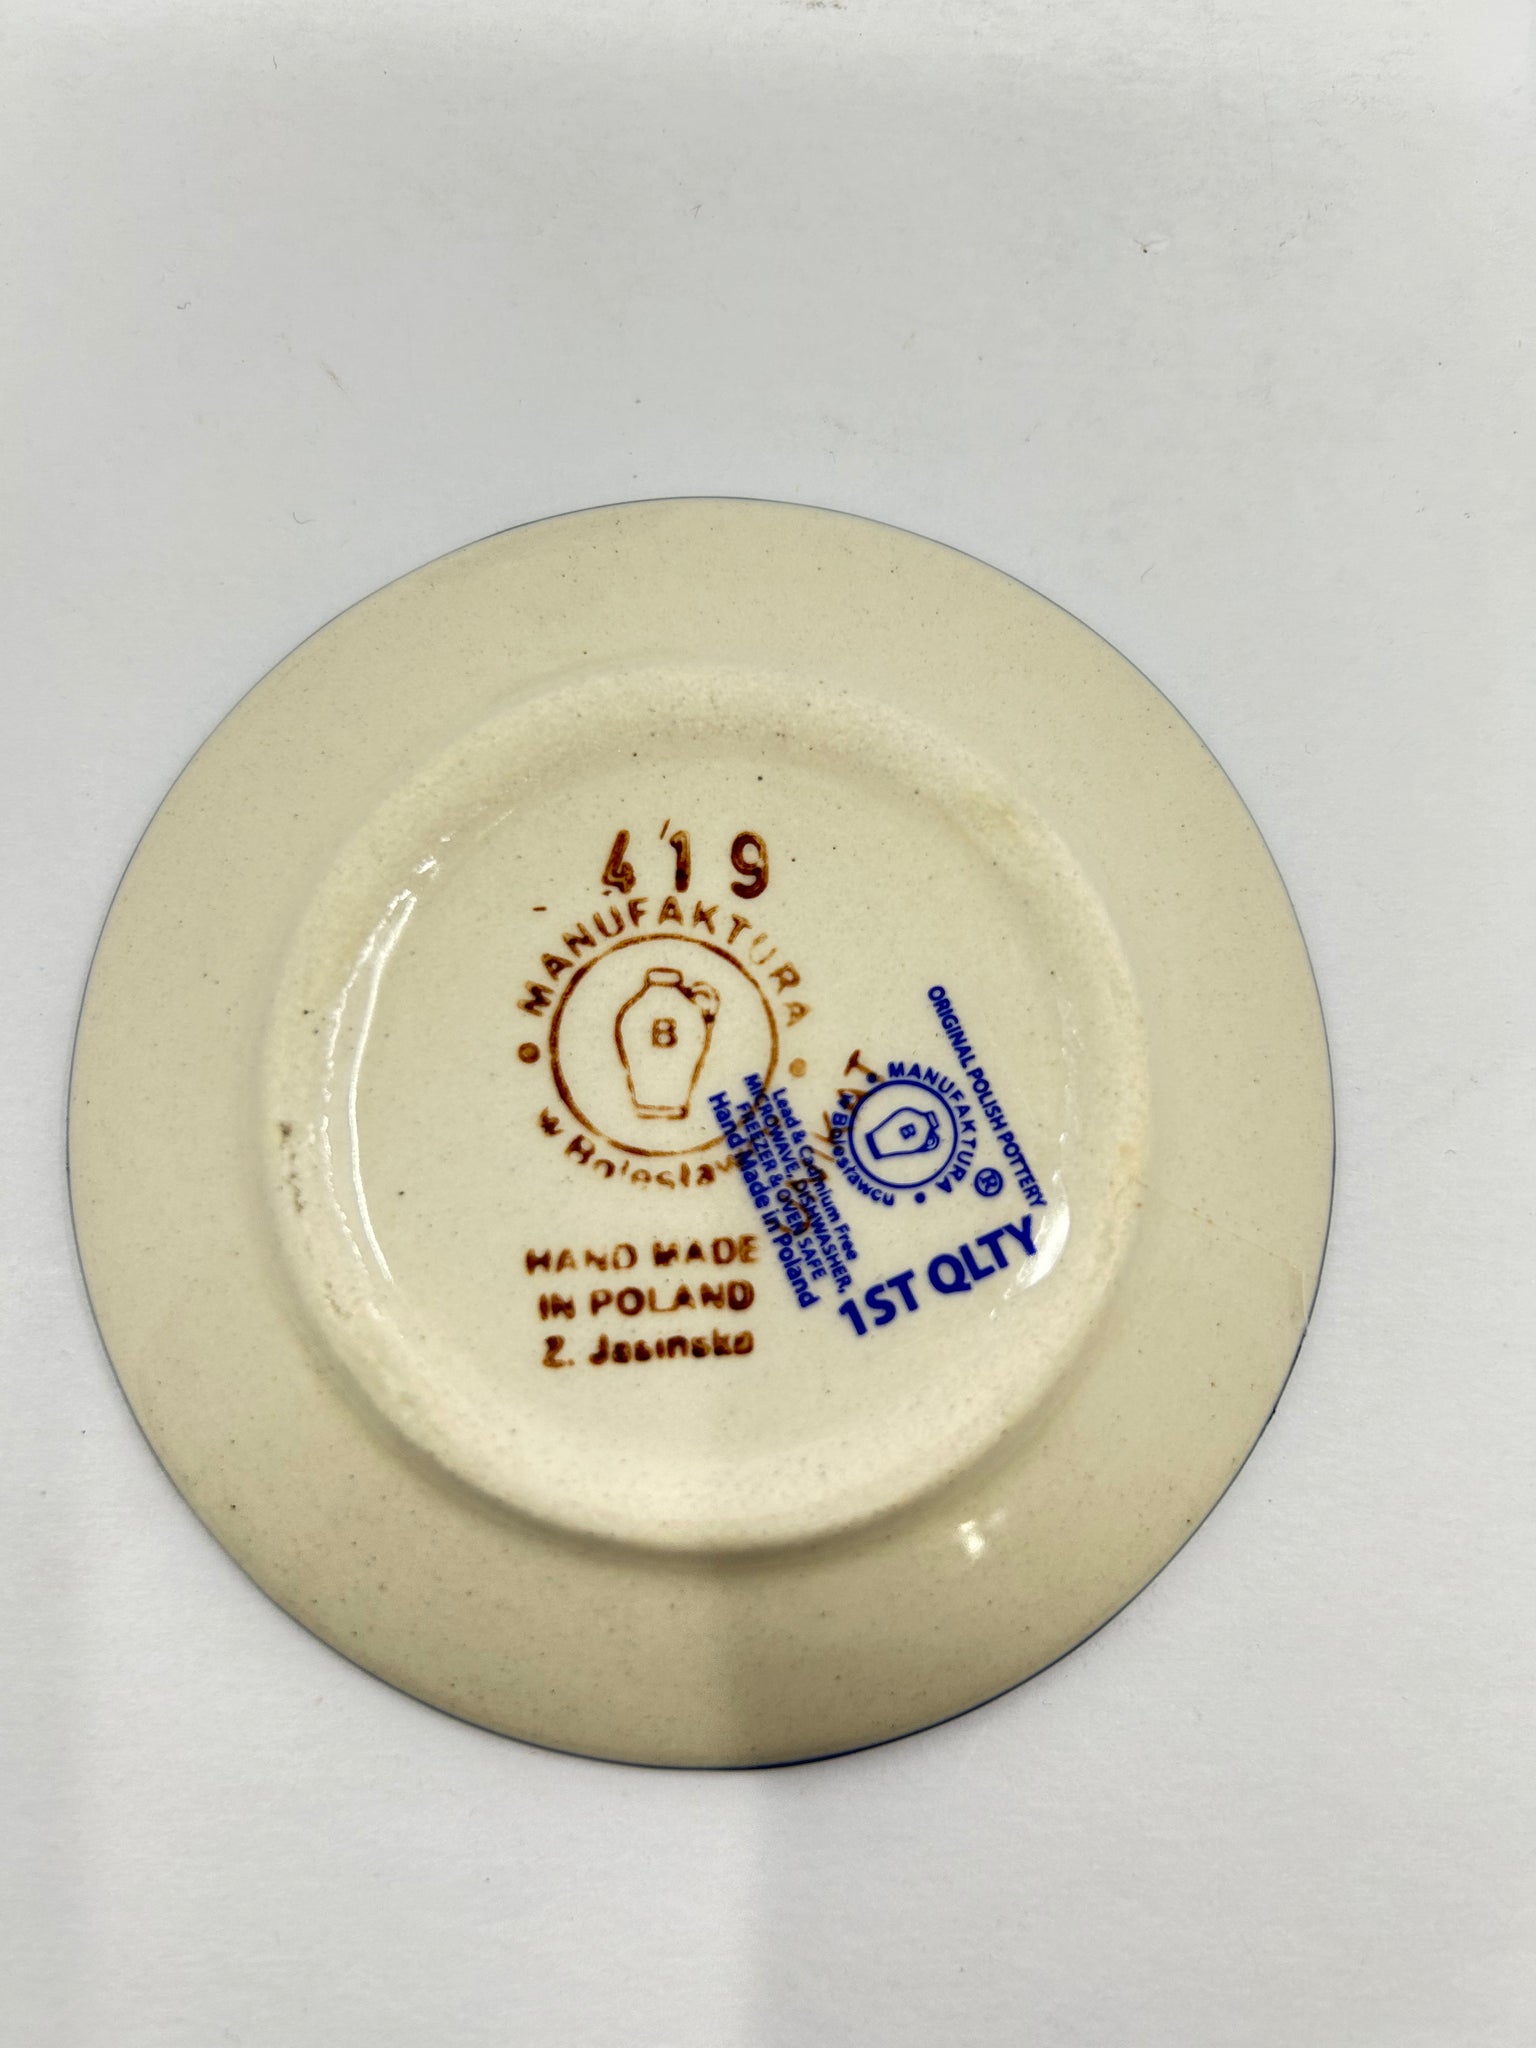 419
MANUFAKTURA
B
HAND MADE
IN POLAND
Z. Jasinska
ORIGINAL POLISH POTTERY
MANUFAKTURA
B
w Bolesławcu
®
Lead & Cadmium Free
MICROWAVE, DISHWASHER,
FREEZER & OVEN SAFE
Hand Made in Poland
1ST QLTY